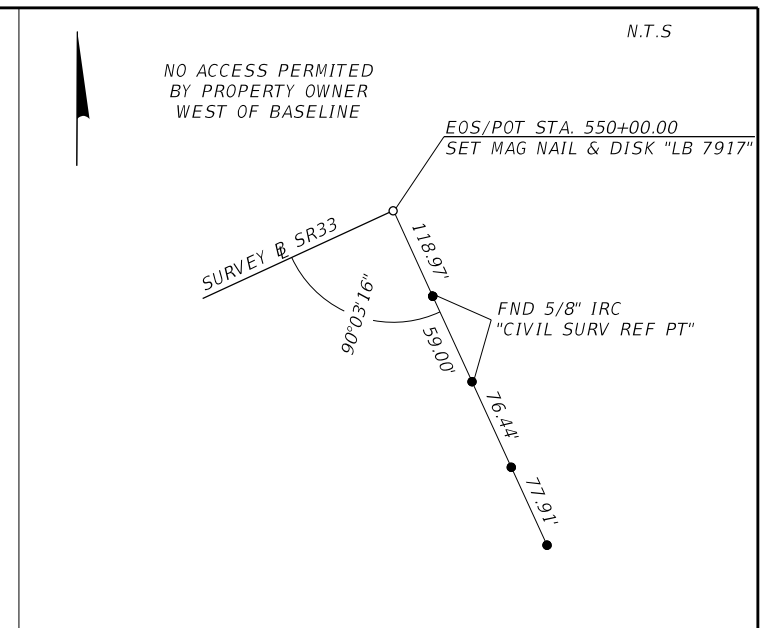 N.T.S
NO ACCESS PERMITED
BY PROPERTY OWNER
WEST OF BASELINE
EOS/POT STA. 550+00.00
SET MAG NAIL & DISK "LB 7917"
SURVEY BL SR33
118.97'
90°03'16"
FND 5/8" IRC
"CIVIL SURV REF PT"
59.00'
76.44'
77.91'